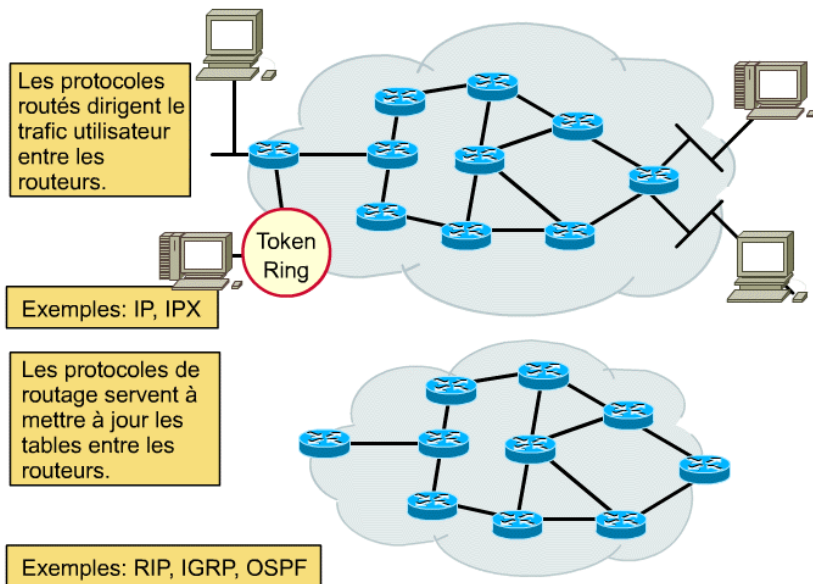 Les protocoles
routés dirigent le
trafic utilisateur
entre les
routeurs.
Token
Ring
Exemples: IP, IPX
Les protocoles de
routage servent à
mettre à jour les
tables entre les
routeurs.
Exemples: RIP, IGRP, OSPF